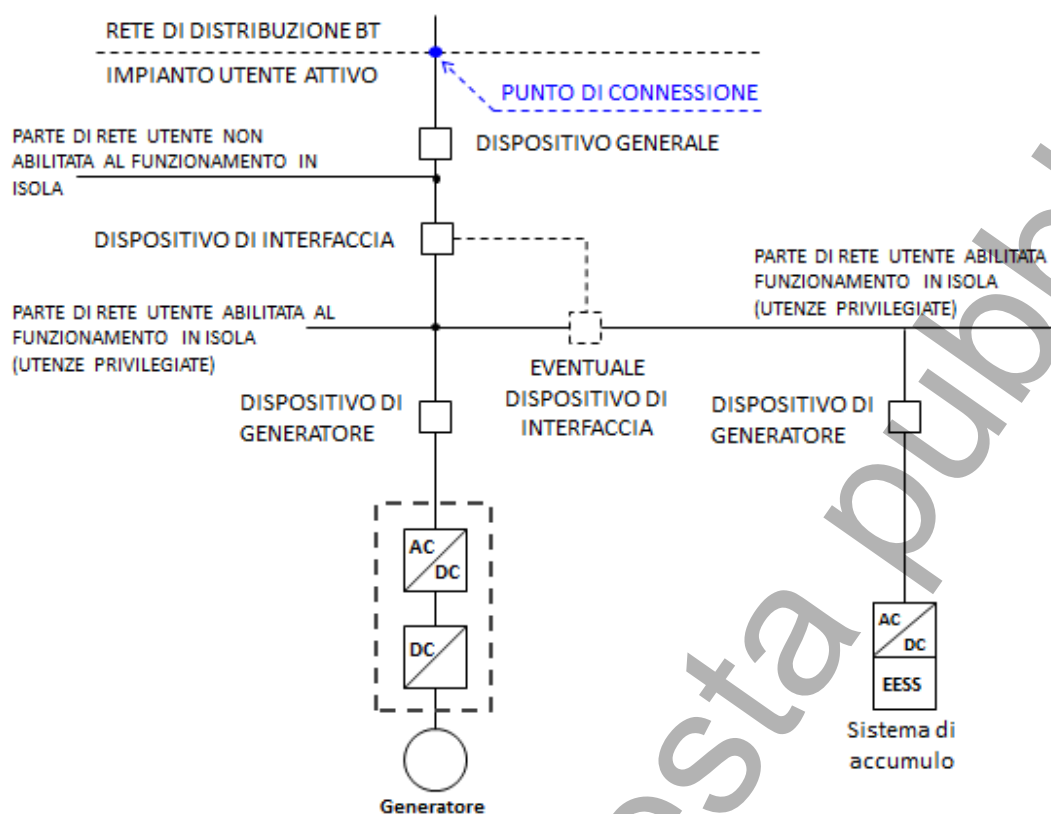 RETE DI DISTRIBUZIONE BT
IMPIANTO UTENTE ATTIVO
PUNTO DI CONNESSIONE
PARTE DI RETE UTENTE NON
ABILITATA AL FUNZIONAMENTO IN
ISOLA
DISPOSITIVO GENERALE
DISPOSITIVO DI INTERFACCIA
PARTE DI RETE UTENTE ABILITATA
FUNZIONAMENTO IN ISOLA
(UTENZE PRIVILEGIATE)
PARTE DI RETE UTENTE ABILITATA AL
FUNZIONAMENTO IN ISOLA
(UTENZE PRIVILEGIATE)
EVENTUALE
DISPOSITIVO DI
INTERFACCIA
DISPOSITIVO DI
GENERATORE
DISPOSITIVO DI
GENERATORE
AC
DC
DC
Generatore
AC
DC
EESS
Sistema di
accumulo